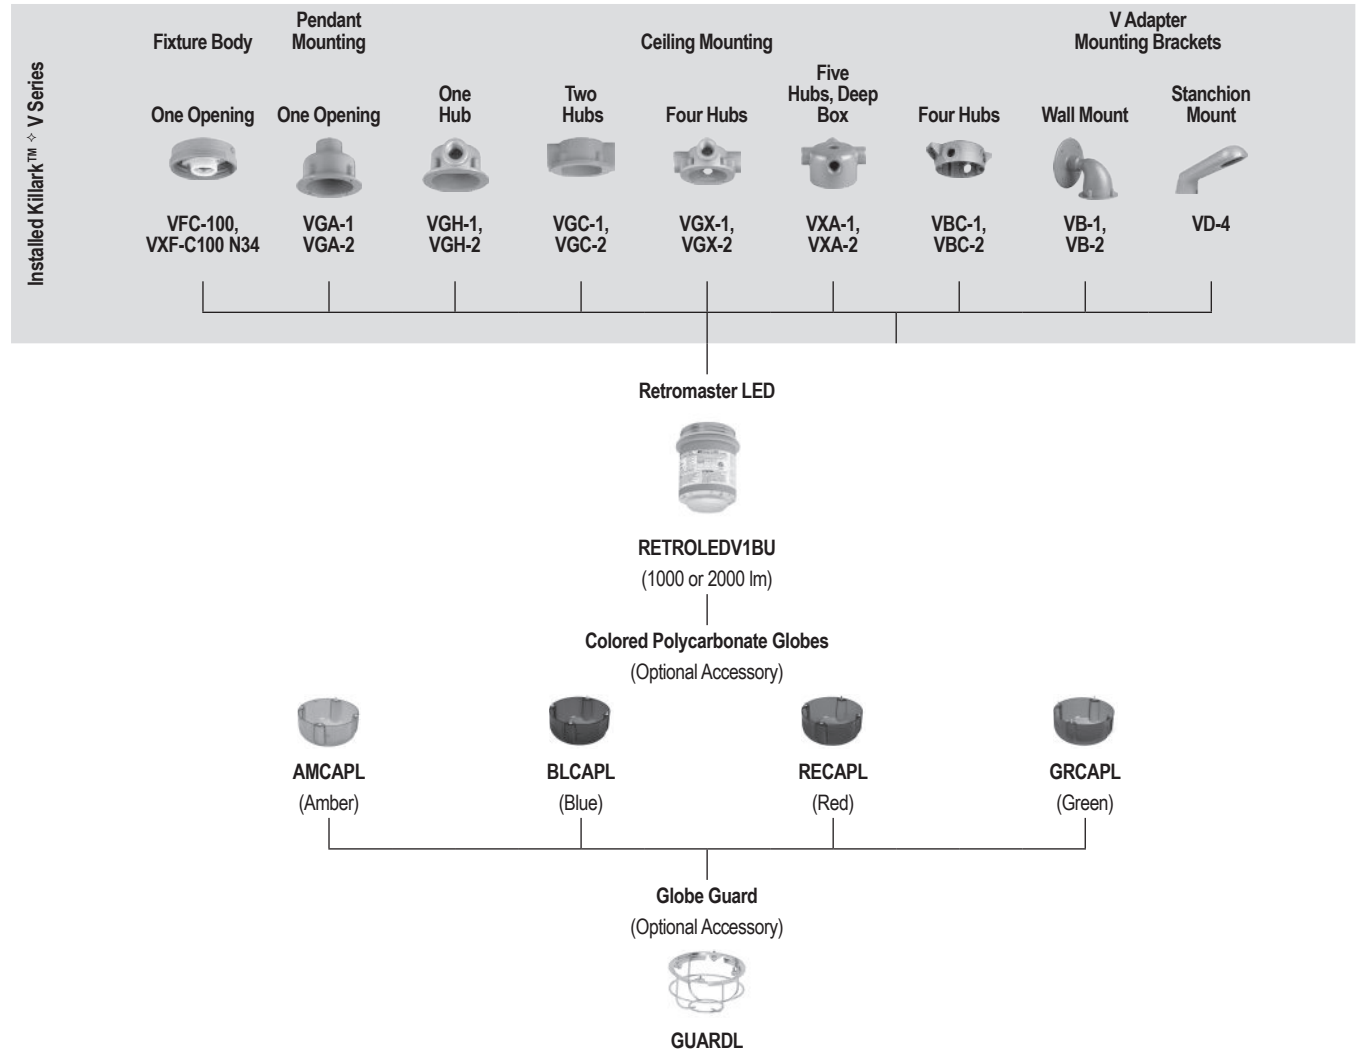 Installed Killark™ ✧ V Series
Fixture Body
Pendant
Mounting
Ceiling Mounting
V Adapter
Mounting Brackets
One Opening
One Opening
One
Hub
Two
Hubs
Four Hubs
Five
Hubs, Deep
Box
Four Hubs
Wall Mount
Stanchion
Mount
VFC-100,
VXF-C100 N34
VGA-1
VGA-2
VGH-1,
VGH-2
VGC-1,
VGC-2
VGX-1,
VGX-2
VXA-1,
VXA-2
VBC-1,
VBC-2
VB-1,
VB-2
VD-4
Retromaster LED
RETROLEDV1BU
(1000 or 2000 lm)
Colored Polycarbonate Globes
(Optional Accessory)
AMCAPL
(Amber)
BLCAPL
(Blue)
RECAPL
(Red)
GRCAPL
(Green)
Globe Guard
(Optional Accessory)
GUARDL